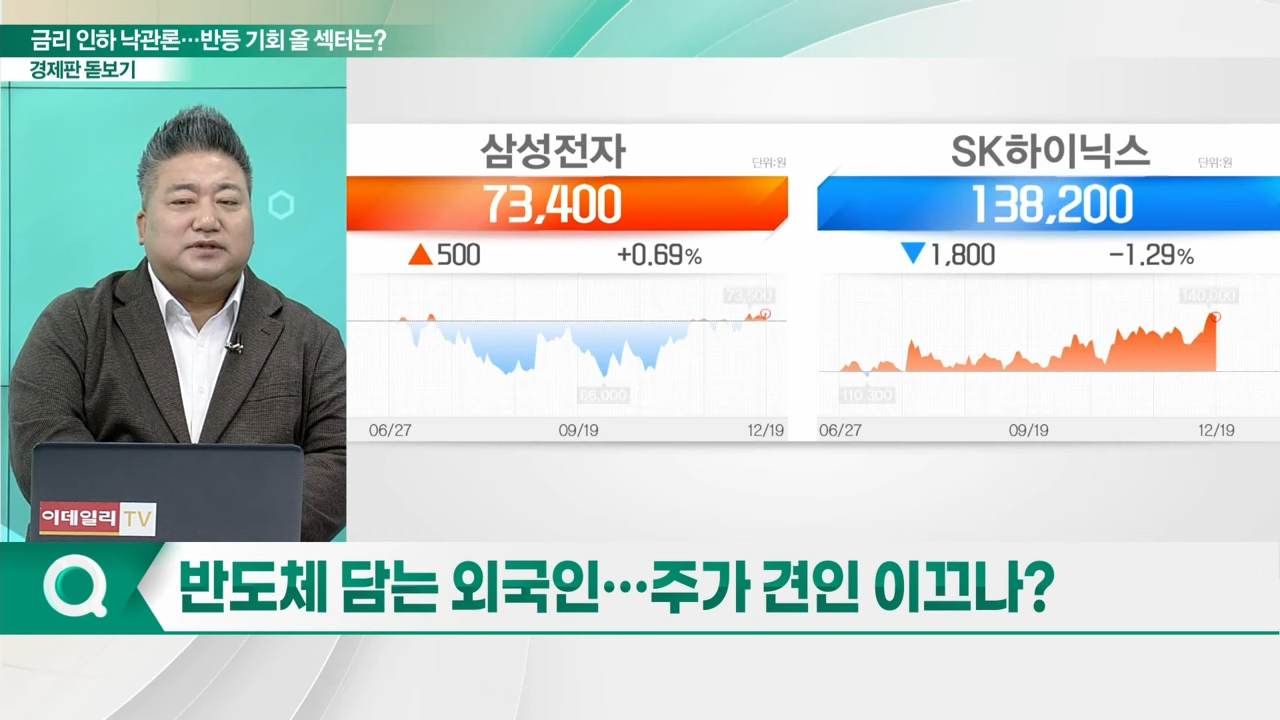 금리 인하 낙관론…반등 기회 올 섹터는?
경제판 돋보기
삼성전자
단위:원
73,400
▲500 +0.69%
73,500
66,000
06/27 09/19 12/19
SK하이닉스
단위:원
138,200
▼1,800 -1.29%
140,000
110,300
06/27 09/19 12/19
이데일리 TV
Q 반도체 담는 외국인…주가 견인 이끄나?